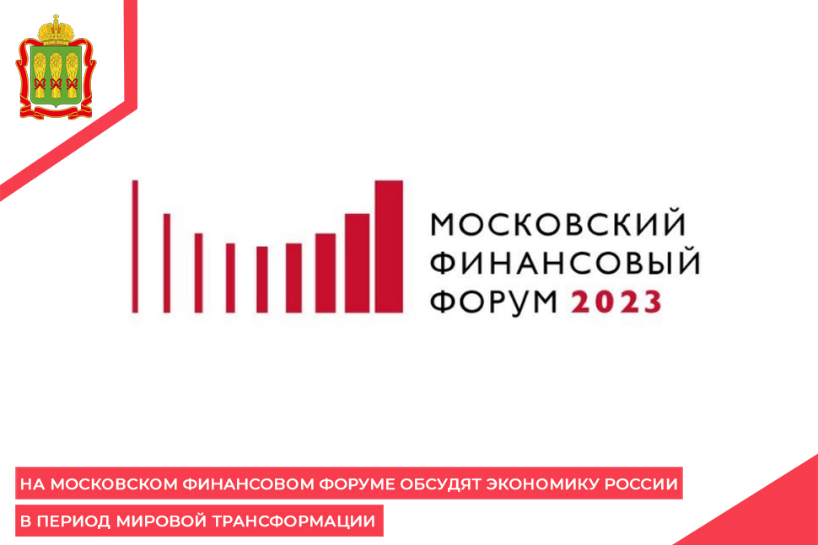 МОСКОВСКИЙ
ФИНАНСОВЫЙ
ФОРУМ 2023
НА МОСКОВСКОМ ФИНАНСОВОМ ФОРУМЕ ОБСУДЯТ ЭКОНОМИКУ РОССИИ
В ПЕРИОД МИРОВОЙ ТРАНСФОРМАЦИИ